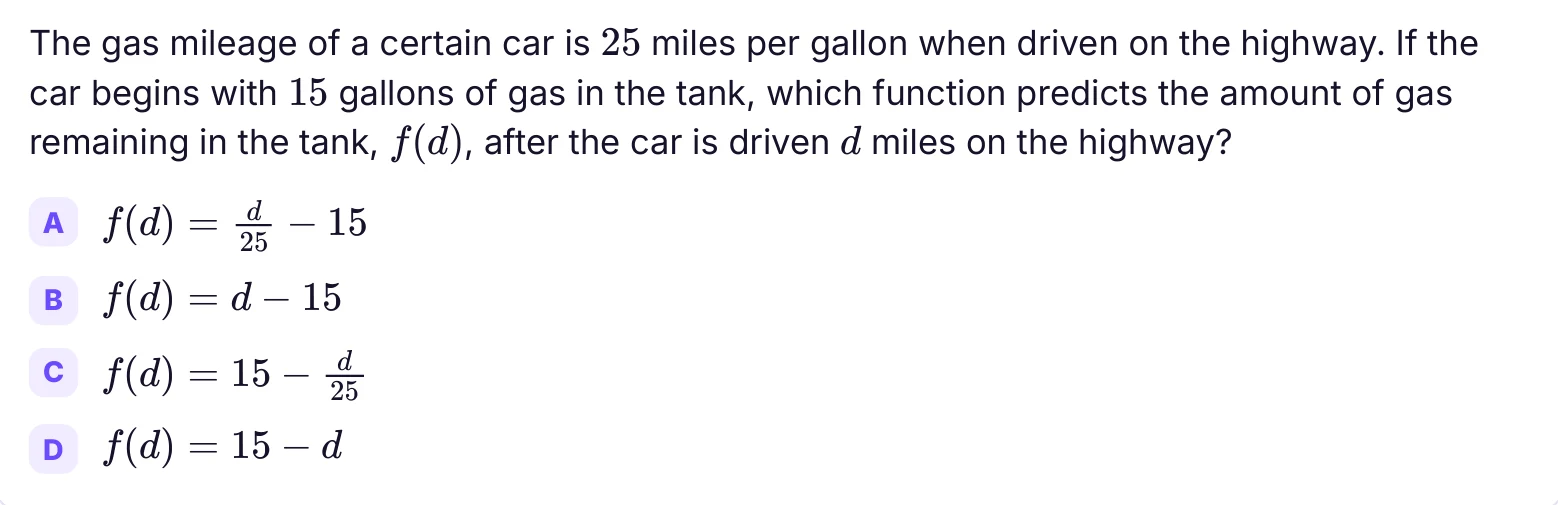 The gas mileage of a certain car is 25 miles per gallon when driven on the highway. If the
car begins with 15 gallons of gas in the tank, which function predicts the amount of gas
remaining in the tank, f(d), after the car is driven d miles on the highway?
A f(d) = d/25 − 15
B f(d) = d − 15
C f(d) = 15 − d/25
D f(d) = 15 − d